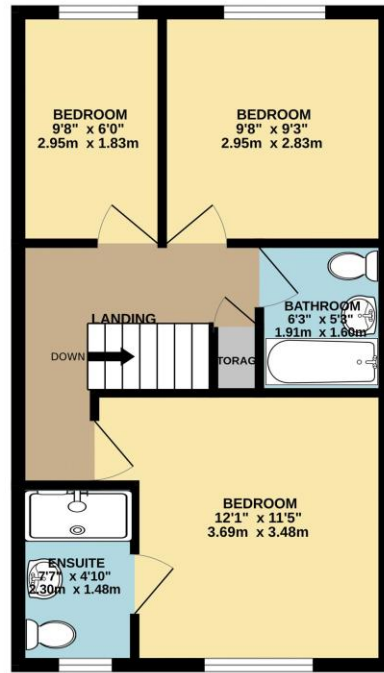 BEDROOM
9'8" x 6'0"
2.95m x 1.83m
BEDROOM
9'8" x 9'3"
2.95m x 2.83m
BATHROOM
6'3" x 5'3"
1.91m x 1.60m
LANDING
DOWN
TORAG
BEDROOM
12'1" x 11'5"
3.69m x 3.48m
ENSUITE
7'7" x 4'10"
2.30m x 1.48m